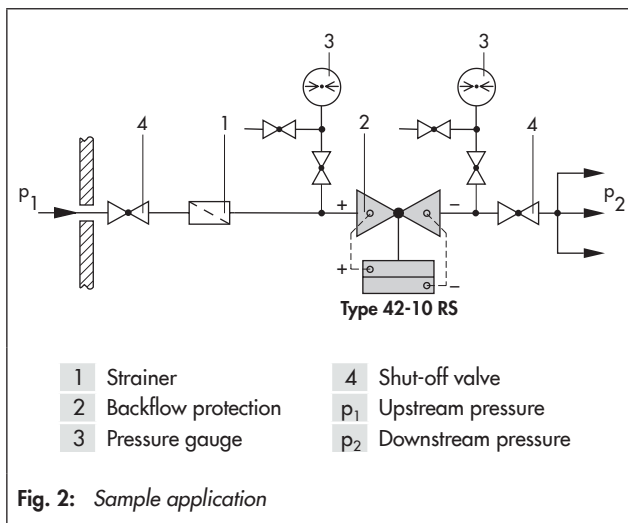 3
3
4
1
2
4
p₁
+
−
p₂
+
−
Type 42-10 RS
1 Strainer
2 Backflow protection
3 Pressure gauge
4 Shut-off valve
p₁ Upstream pressure
p₂ Downstream pressure
Fig. 2: Sample application